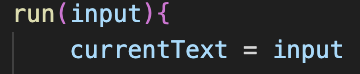 run(input){
currentText = input